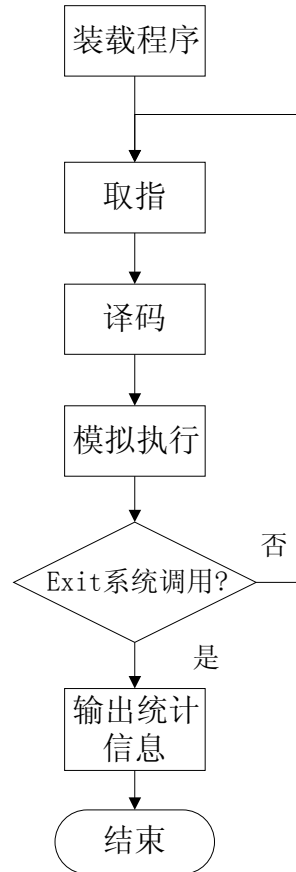 装载程序
取指
译码
模拟执行
Exit系统调用?
否
是
输出统计
信息
结束